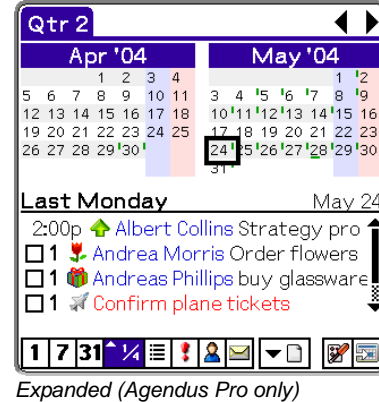 Qtr 2
Apr '04 May '04
1 2 3 4 1 2
5 6 7 8 9 10 11 3 4 5 6 7 8 9
12 13 14 15 16 17 18 10 11 12 13 14 15 16
19 20 21 22 23 24 25 17 18 19 20 21 22 23
26 27 28 29 30 24 25 26 27 28 29 30
31
Last Monday May 24
2:00p Albert Collins Strategy pro
1 Andrea Morris Order flowers
1 Andreas Phillips buy glassware
1 Confirm plane tickets
1 7 31 ¼
Expanded (Agendus Pro only)